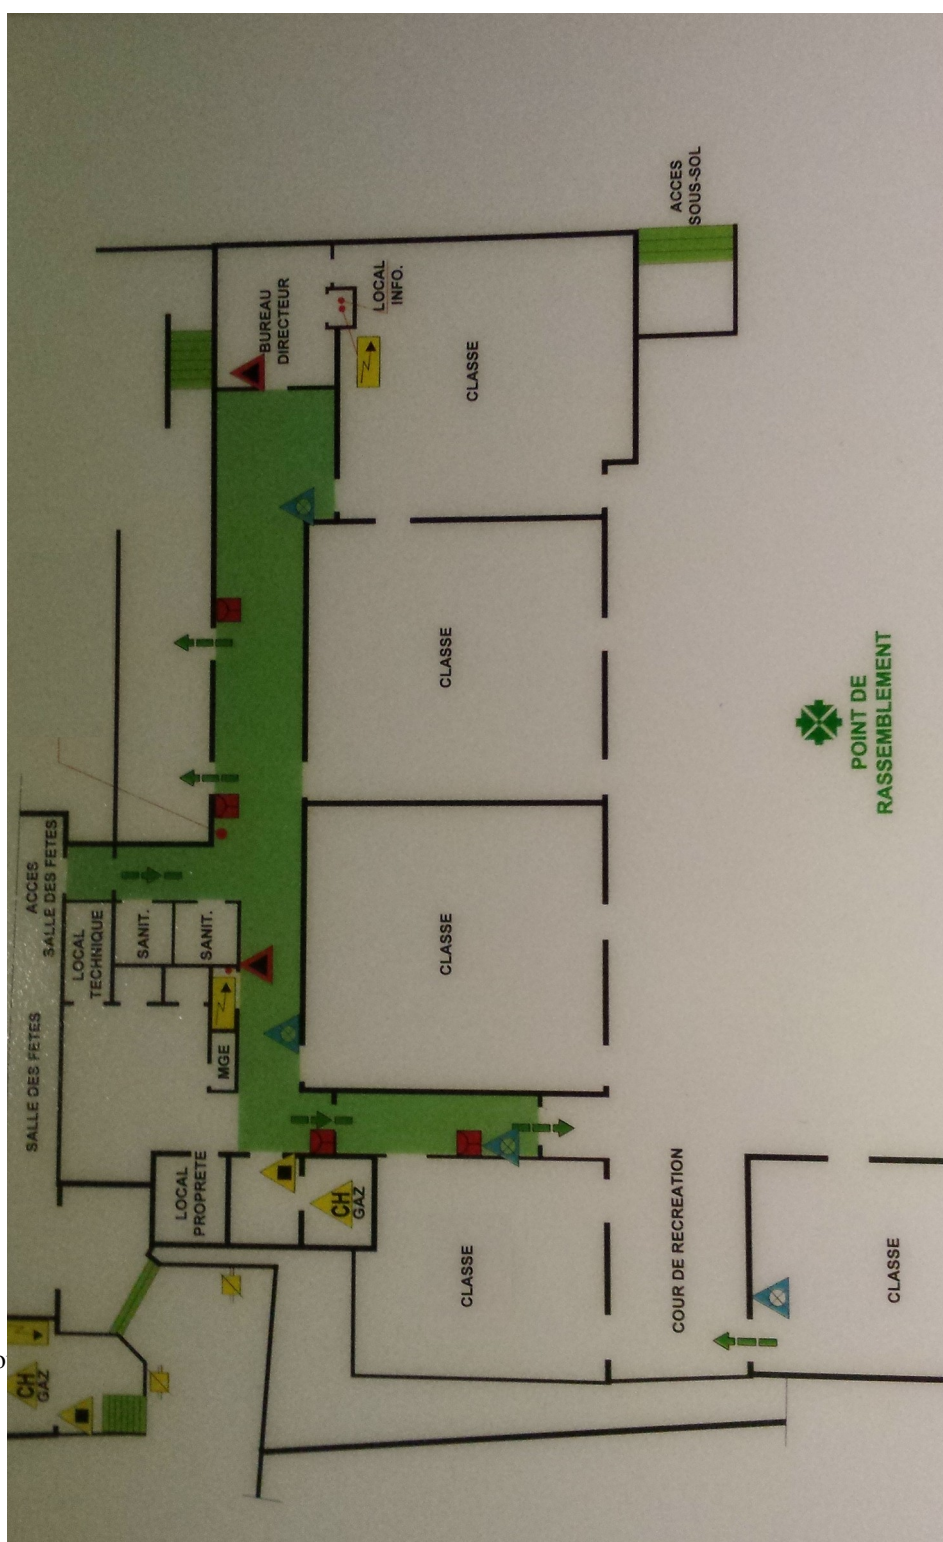 ACCES
SOUS-SOL
BUREAU
DIRECTEUR
LOCAL
INFO.
CLASSE
CLASSE
POINT DE
RASSEMBLEMENT
ACCES
SALLE DES FETES
LOCAL
TECHNIQUE
SANIT.
SANIT.
CLASSE
SALLE DES FETES
MGE
LOCAL
PROPRETE
CH
GAZ
CLASSE
COUR DE RECREATION
CLASSE
CH
GAZ